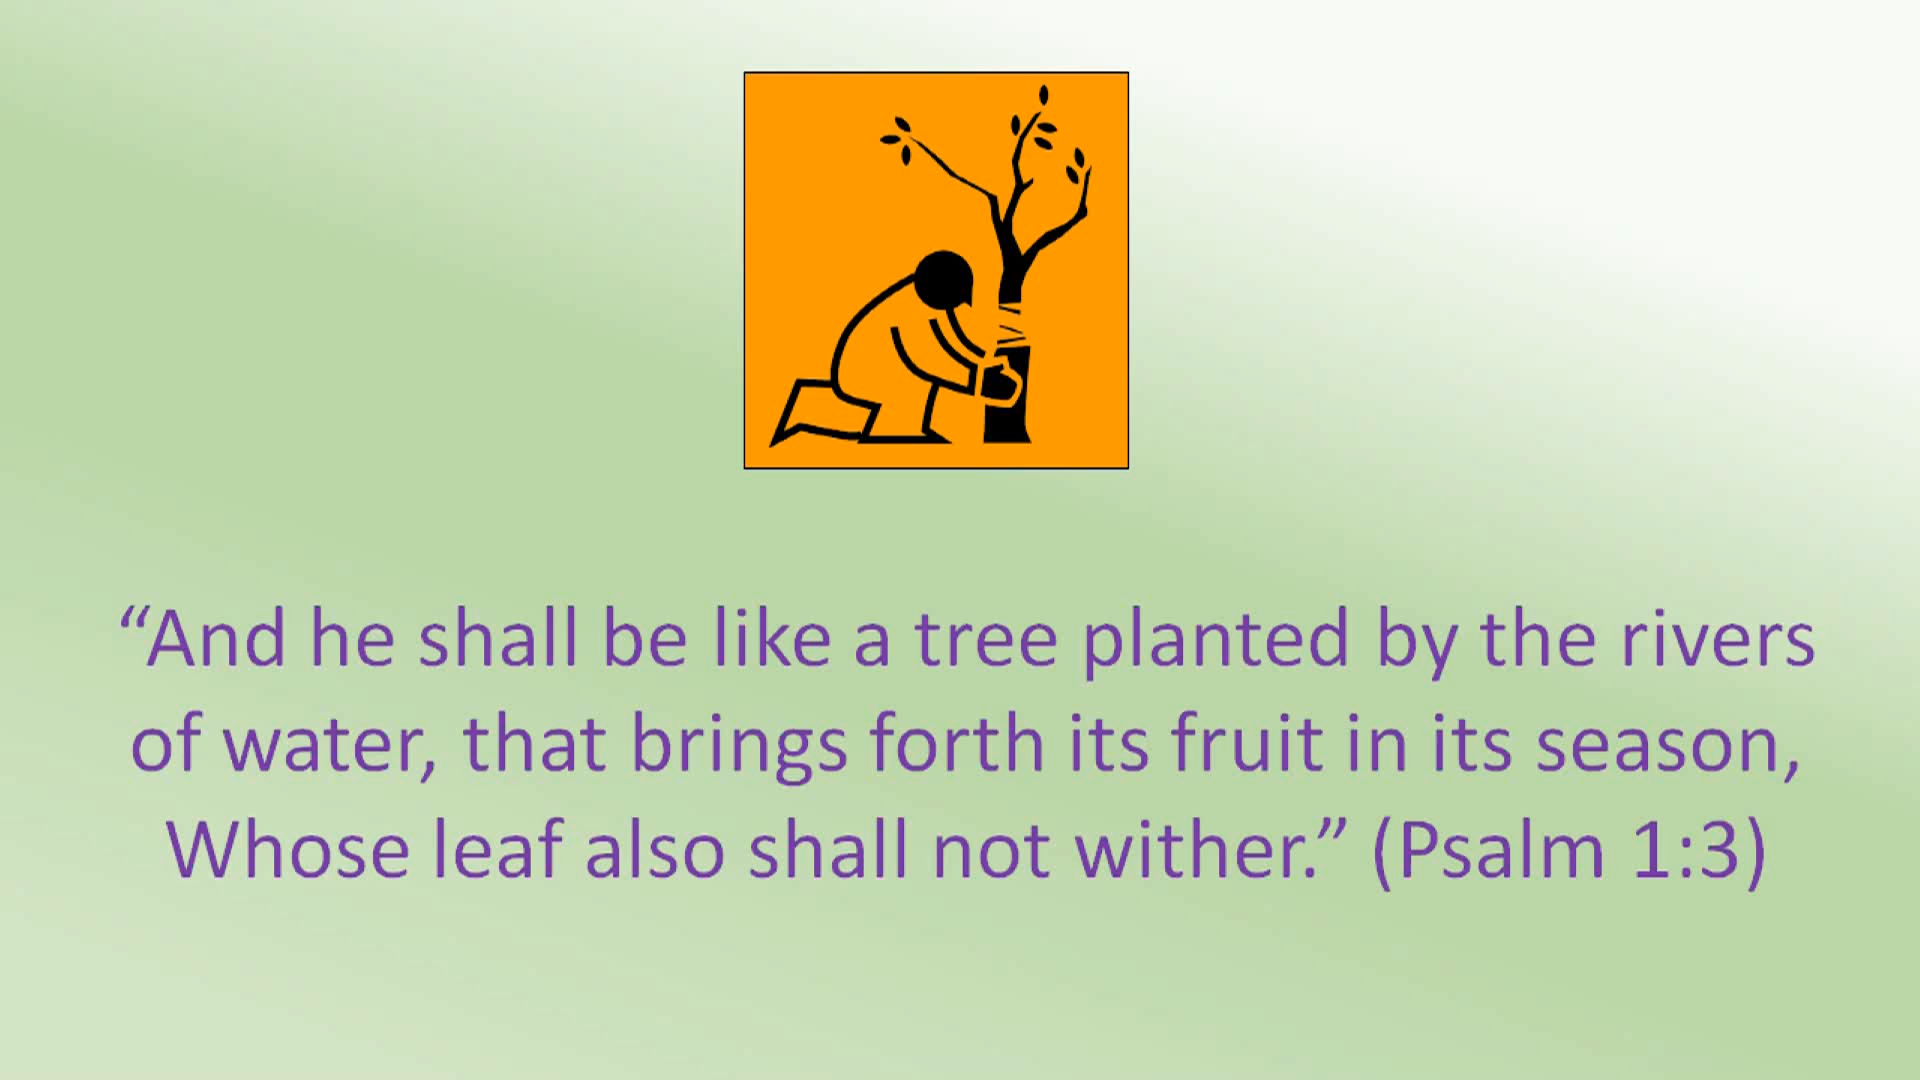 “And he shall be like a tree planted by the rivers
of water, that brings forth its fruit in its season,
Whose leaf also shall not wither.” (Psalm 1:3)